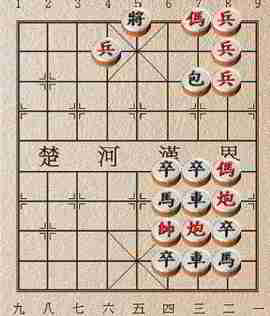 1 2 3 4 5 6 7 8 9
將 傌 兵
兵 兵
包 兵
楚 河 漢 界
卒 卒 傌
馬 車 炮
帥 炮 卒
卒 車 馬
九 八 七 六 五 四 三 二 一